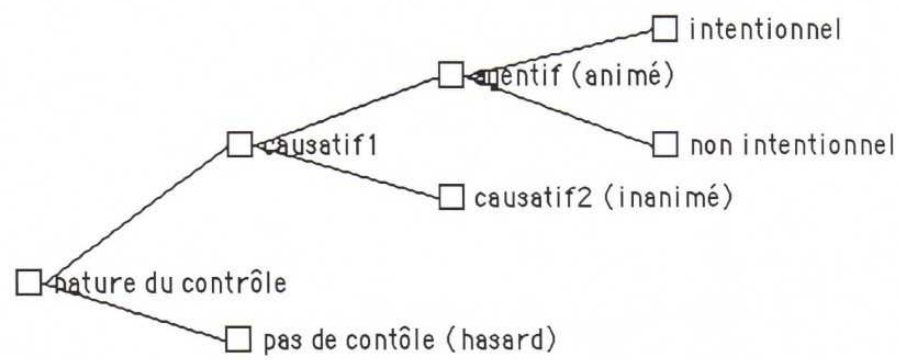 intentionnel
agentif (animé)
causatif1
non intentionnel
causatif2 (inanimé)
nature du contrôle
pas de contôle (hasard)